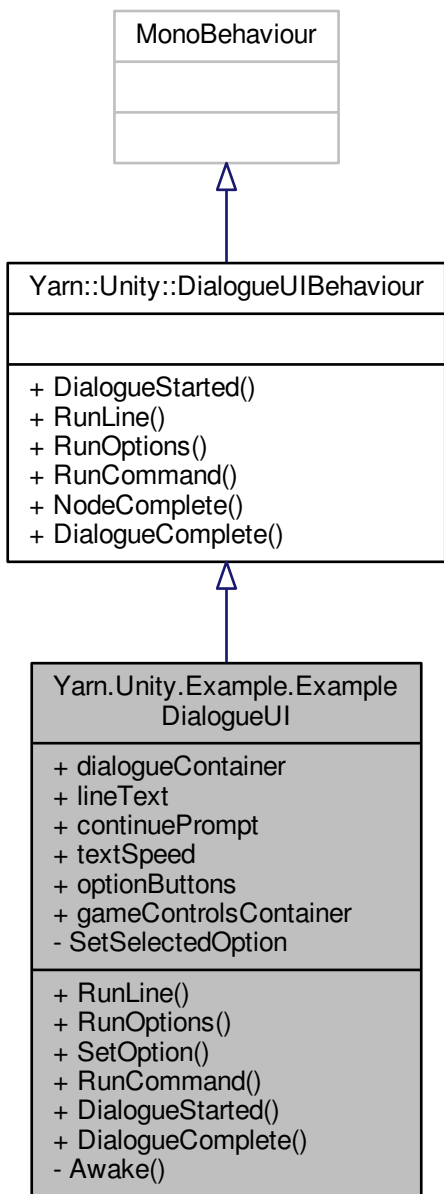 MonoBehaviour
Yarn::Unity::DialogueUIBehaviour
+ DialogueStarted()
+ RunLine()
+ RunOptions()
+ RunCommand()
+ NodeComplete()
+ DialogueComplete()
Yarn.Unity.Example.Example
DialogueUI
+ dialogueContainer
+ lineText
+ continuePrompt
+ textSpeed
+ optionButtons
+ gameControlsContainer
- SetSelectedOption
+ RunLine()
+ RunOptions()
+ SetOption()
+ RunCommand()
+ DialogueStarted()
+ DialogueComplete()
- Awake()